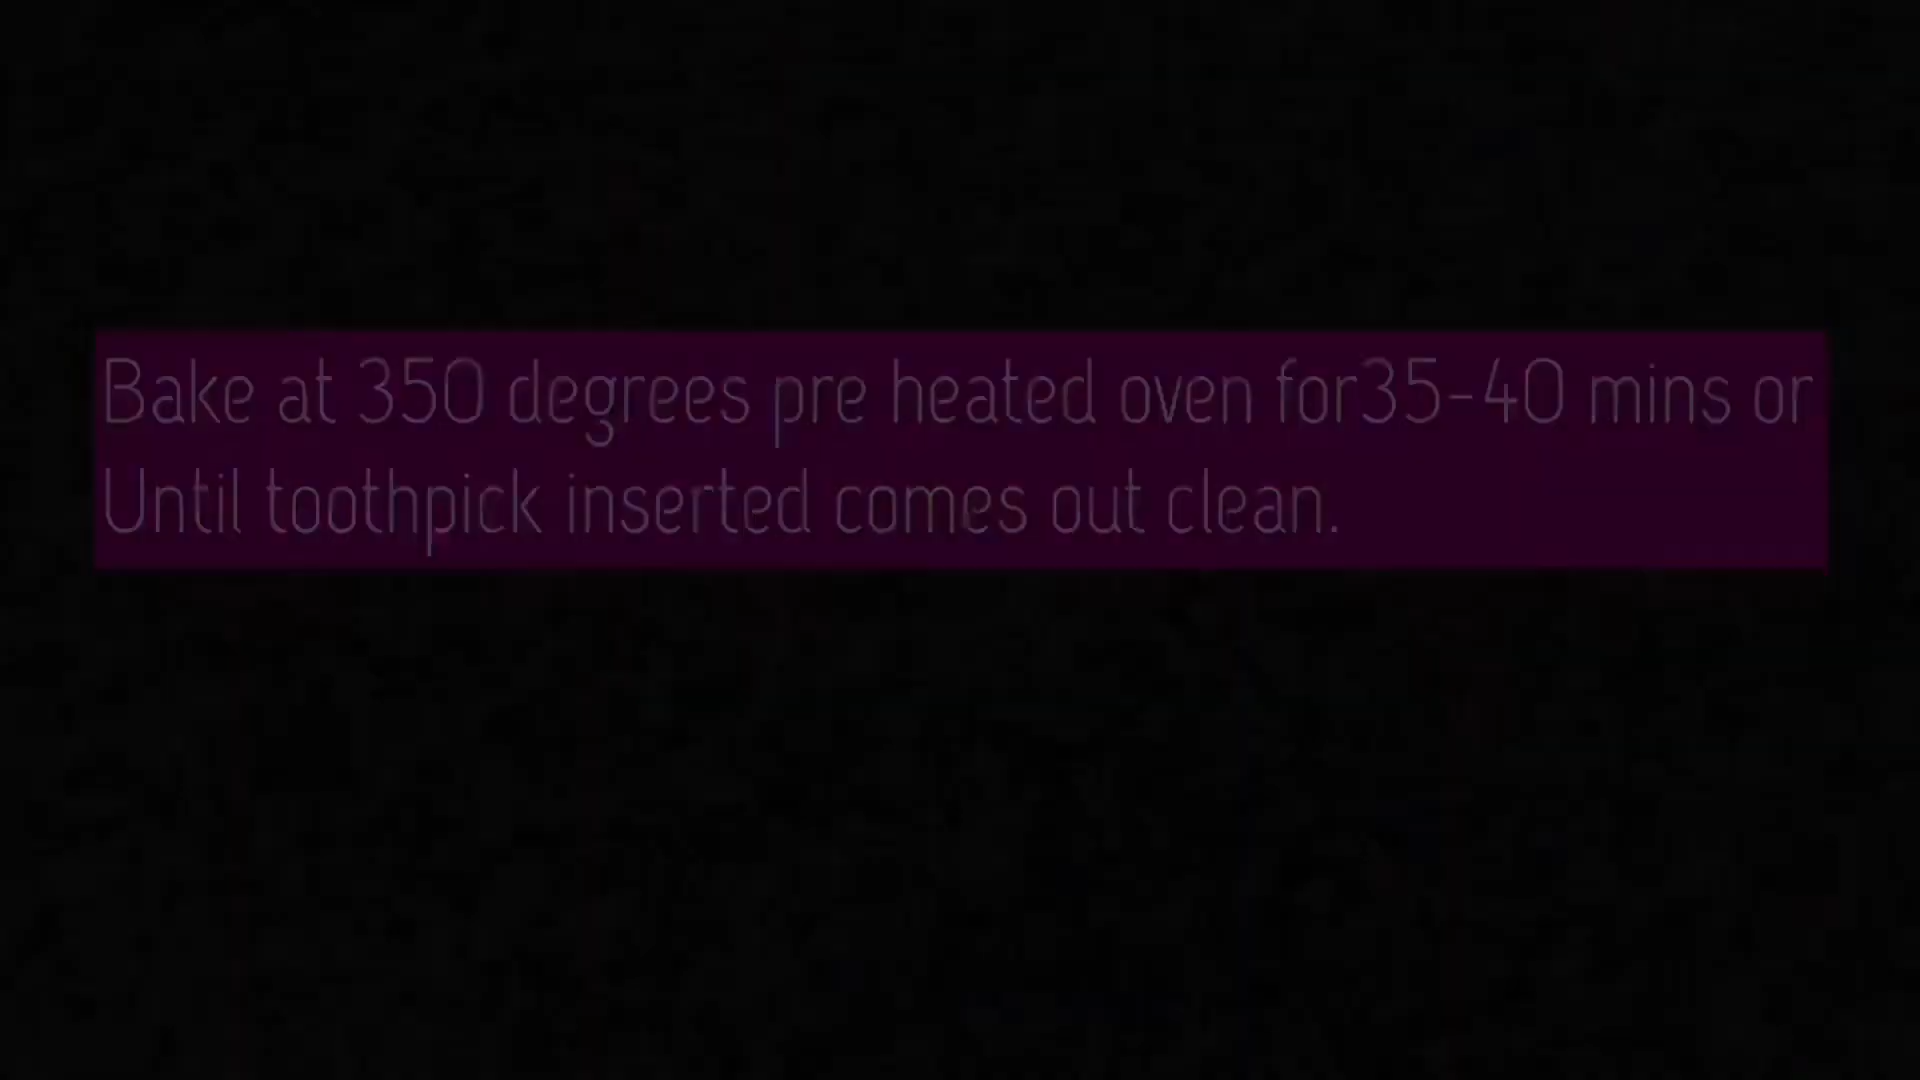 Bake at 350 degrees pre heated oven for35-40 mins or
Until toothpick inserted comes out clean.